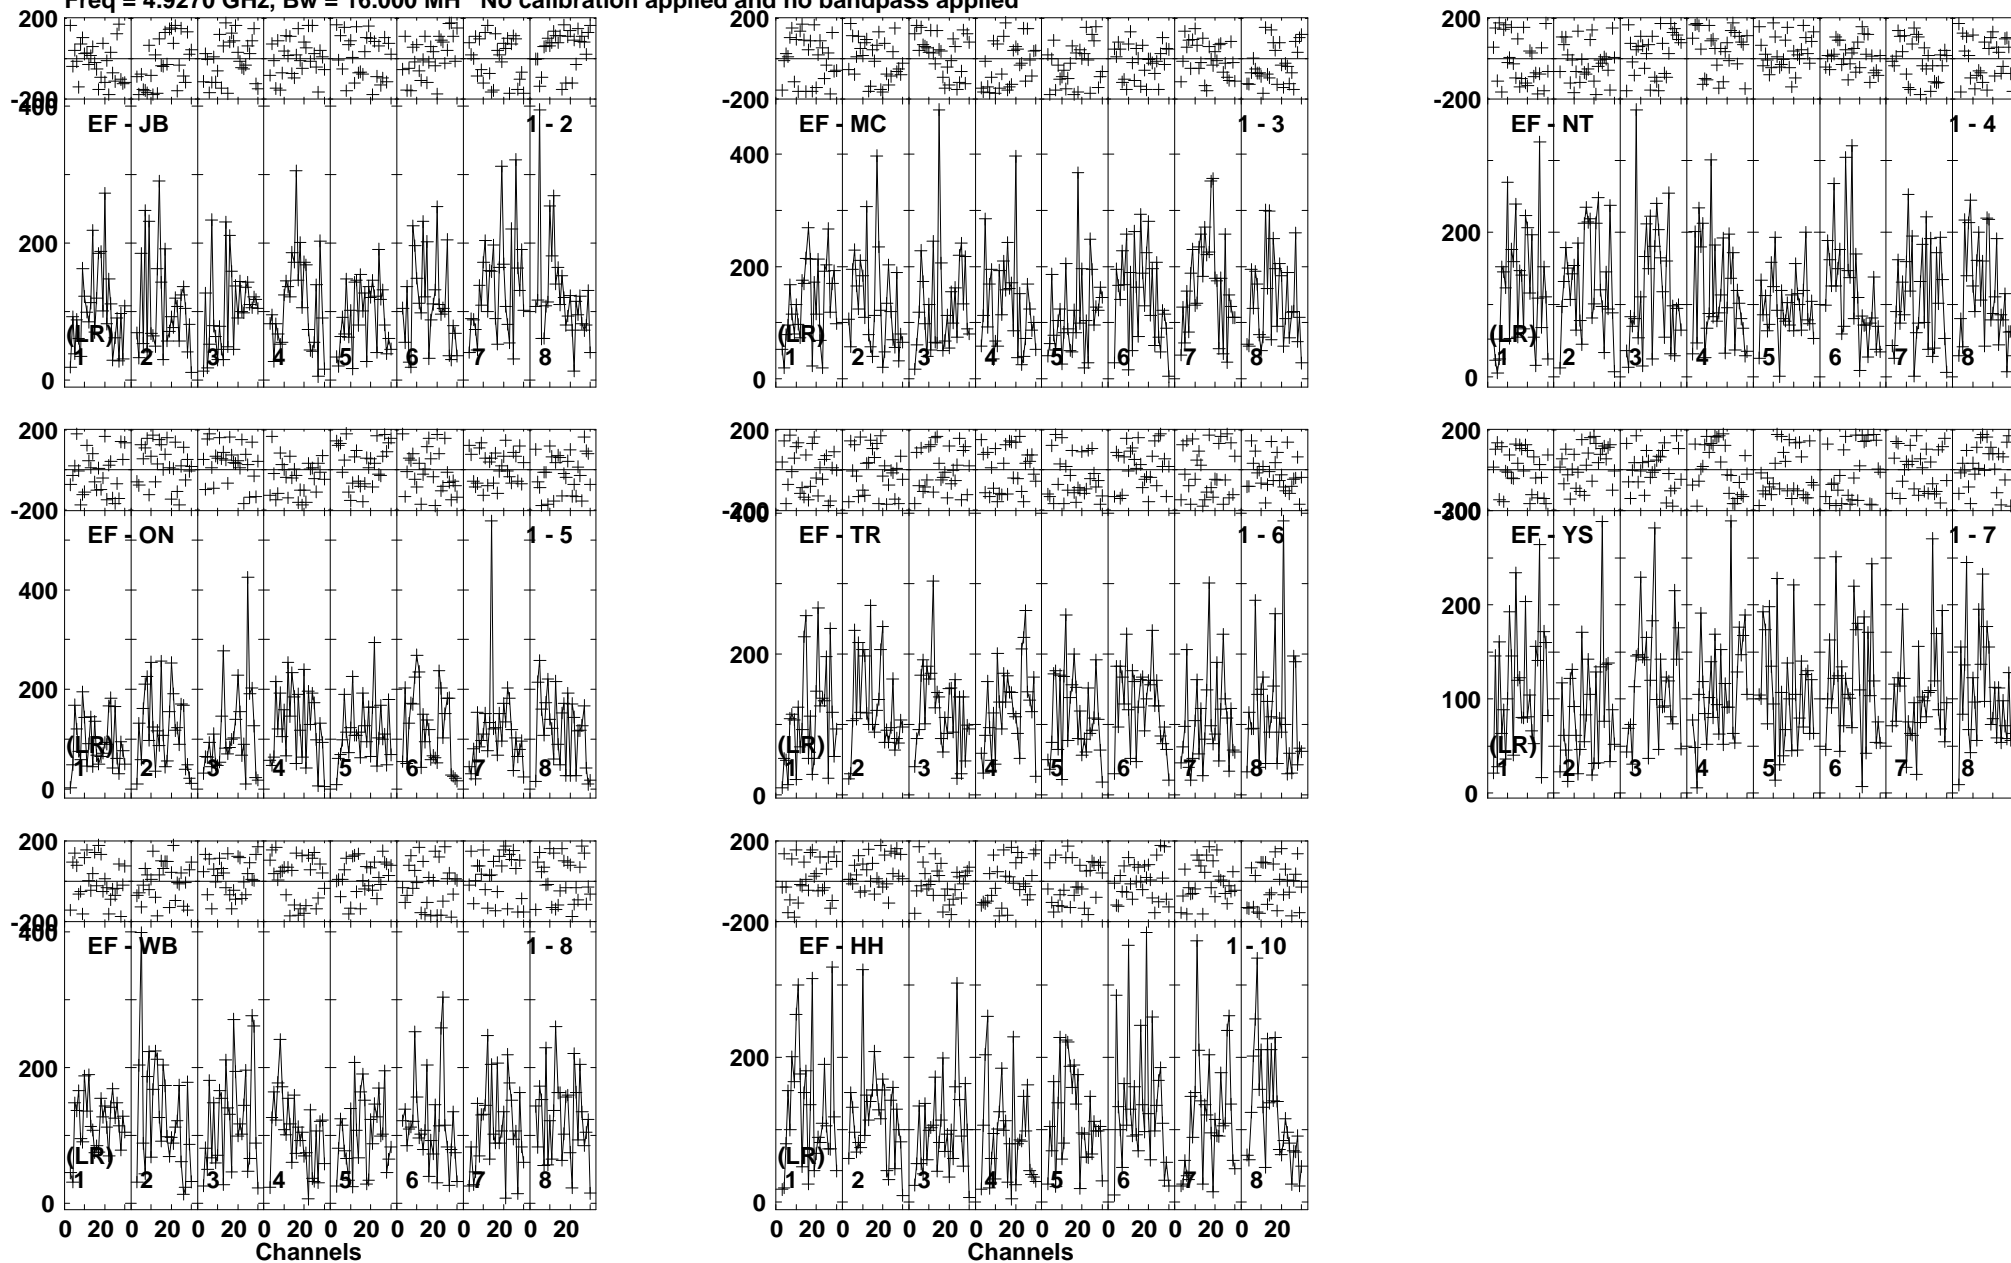 Freq = 4.9270 GHz, Bw = 16.000 MH No calibration applied and no bandpass applied
200
-200
400
200
0
EF - JB
1 - 2
(LR)
1 2 3 4 5 6 7 8
200
-200
400
200
0
EF - MC
1 - 3
(LR)
1 2 3 4 5 6 7 8
200
-200
200
0
EF - NT
1 - 4
(LR)
1 2 3 4 5 6 7 8
200
-200
400
200
0
EF - ON
1 - 5
(LR)
1 2 3 4 5 6 7 8
200
-200
400
200
0
EF - TR
1 - 6
(LR)
1 2 3 4 5 6 7 8
200
-200
300
200
100
0
EF - YS
1 - 7
(LR)
1 2 3 4 5 6 7 8
200
-200
400
200
0
EF - WB
1 - 8
(LR)
1 2 3 4 5 6 7 8
0 20 0 20 0 20 0 20 0 20 0 20 0 20 0 20
Channels
200
-200
200
0
EF - HH
1 - 10
(LR)
1 2 3 4 5 6 7 8
0 20 0 20 0 20 0 20 0 20 0 20 0 20 0 20
Channels